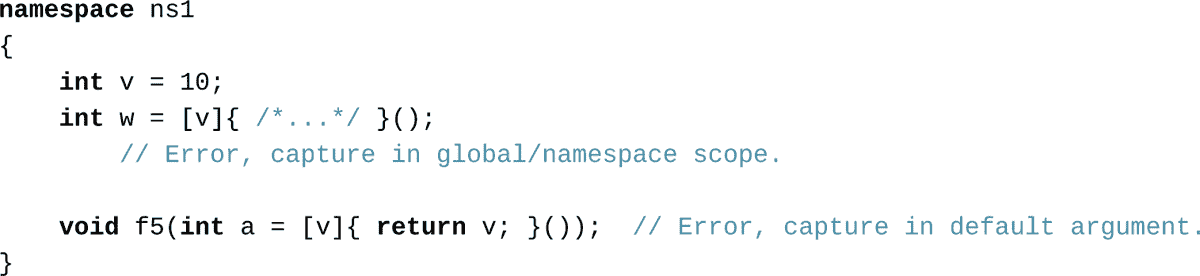 namespace ns1
{
    int v = 10;
    int w = [v]{ /*...*/ }();
        // Error, capture in global/namespace scope.

    void f5(int a = [v]{ return v; }());  // Error, capture in default argument.
}